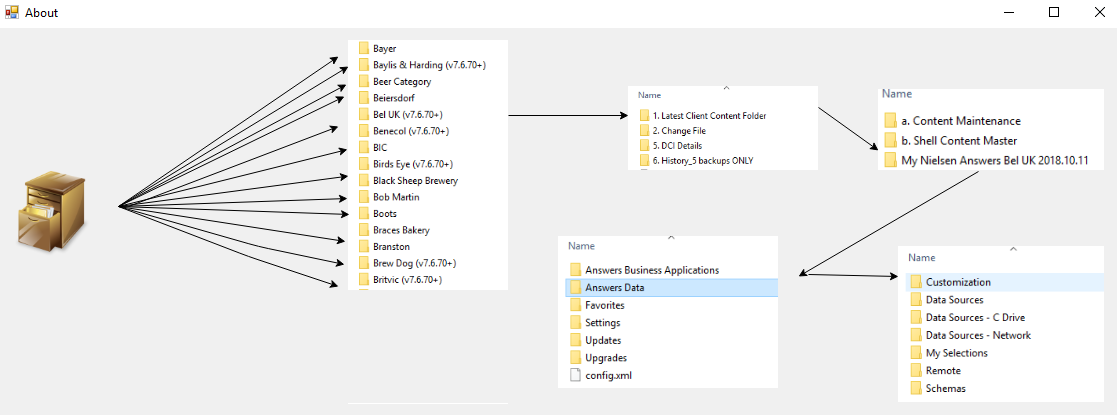 About
Bayer
Baylis & Harding (v7.6.70+)
Beer Category
Beiersdorf
Bel UK (v7.6.70+)
Benecol (v7.6.70+)
BIC
Birds Eye (v7.6.70+)
Black Sheep Brewery
Bob Martin
Boots
Braces Bakery
Branston
Brew Dog (v7.6.70+)
Britvic (v7.6.70+)
Name
1. Latest Client Content Folder
2. Change File
5. DCI Details
6. History_5 backups ONLY
Name
a. Content Maintenance
b. Shell Content Master
My Nielsen Answers Bel UK 2018.10.11
Name
Answers Business Applications
Answers Data
Favorites
Settings
Updates
Upgrades
config.xml
Name
Customization
Data Sources
Data Sources - C Drive
Data Sources - Network
My Selections
Remote
Schemas